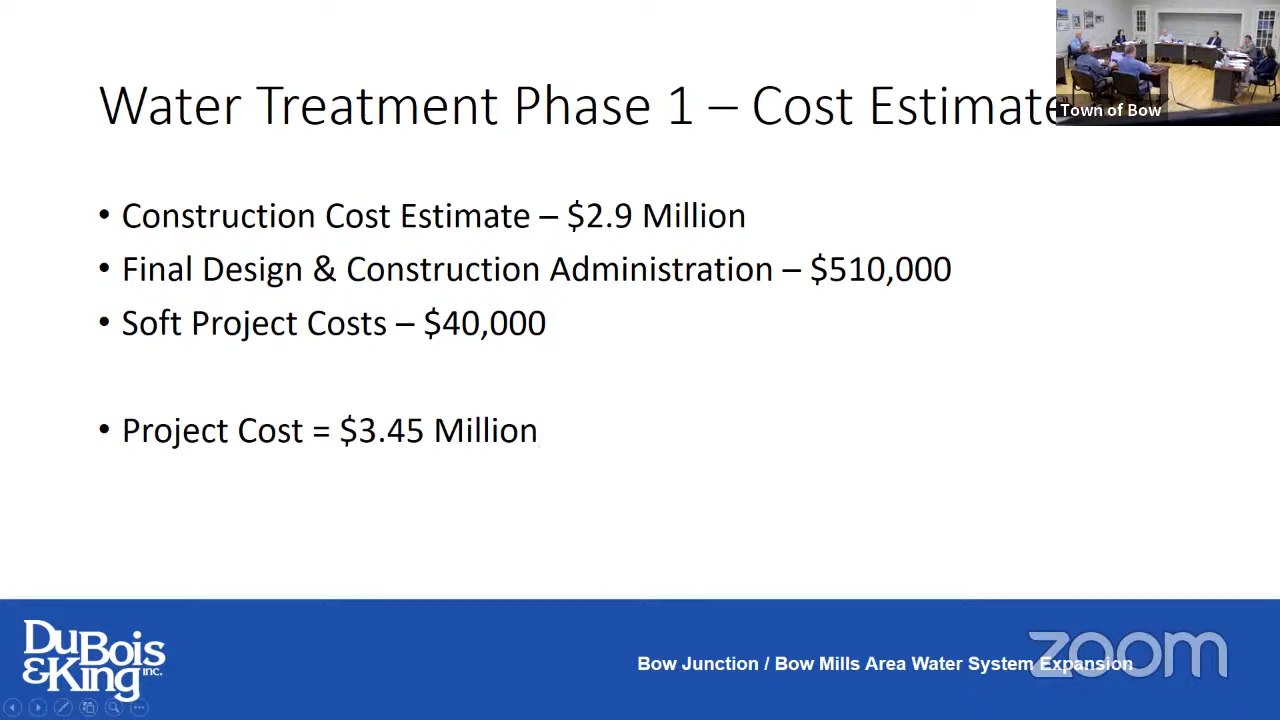 Water Treatment Phase 1 – Cost Estimate
Town of Bow
• Construction Cost Estimate – $2.9 Million
• Final Design & Construction Administration – $510,000
• Soft Project Costs – $40,000
• Project Cost = $3.45 Million
DuBois
&King inc.
Bow Junction / Bow Mills Area Water System Expansion
zoom